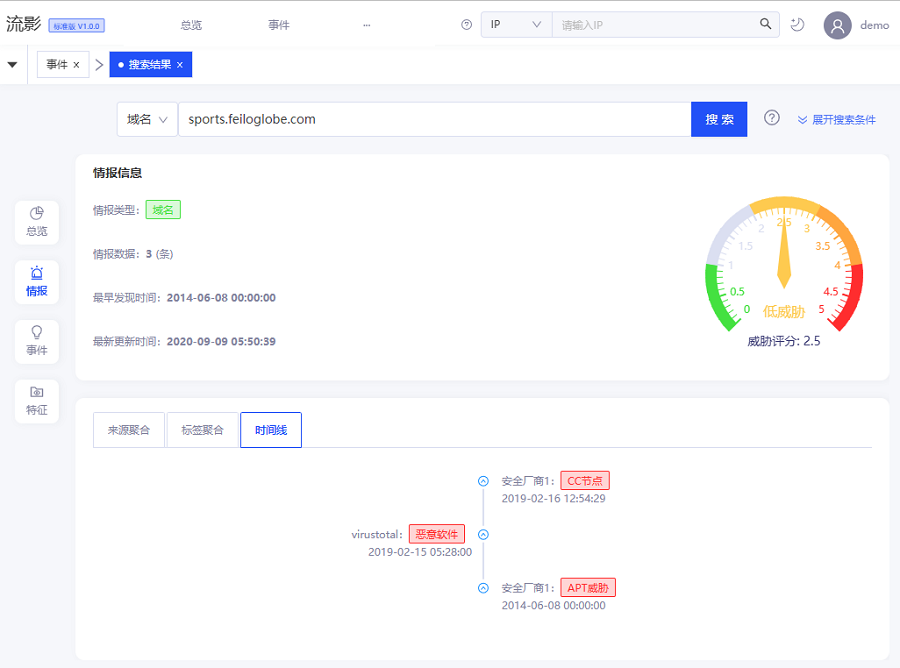 流影 标准版 V1.0.0 总览 事件 ... IP 请输入IP demo
事件 × 搜索结果 ×
域名 sports.feiloglobe.com 搜 索 展开搜索条件
情报信息
情报类型： 域名
情报数据： 3 (条)
最早发现时间： 2014-06-08 00:00:00
最新更新时间： 2020-09-09 05:50:39
0 0.5 1 1.5 2 2.5 3 3.5 4 4.5 5
低威胁
威胁评分: 2.5
总览
情报
事件
特征
来源聚合 标签聚合 时间线
安全厂商1： CC节点
2019-02-16 12:54:29
virustotal： 恶意软件
2019-02-15 05:28:00
安全厂商1： APT威胁
2014-06-08 00:00:00